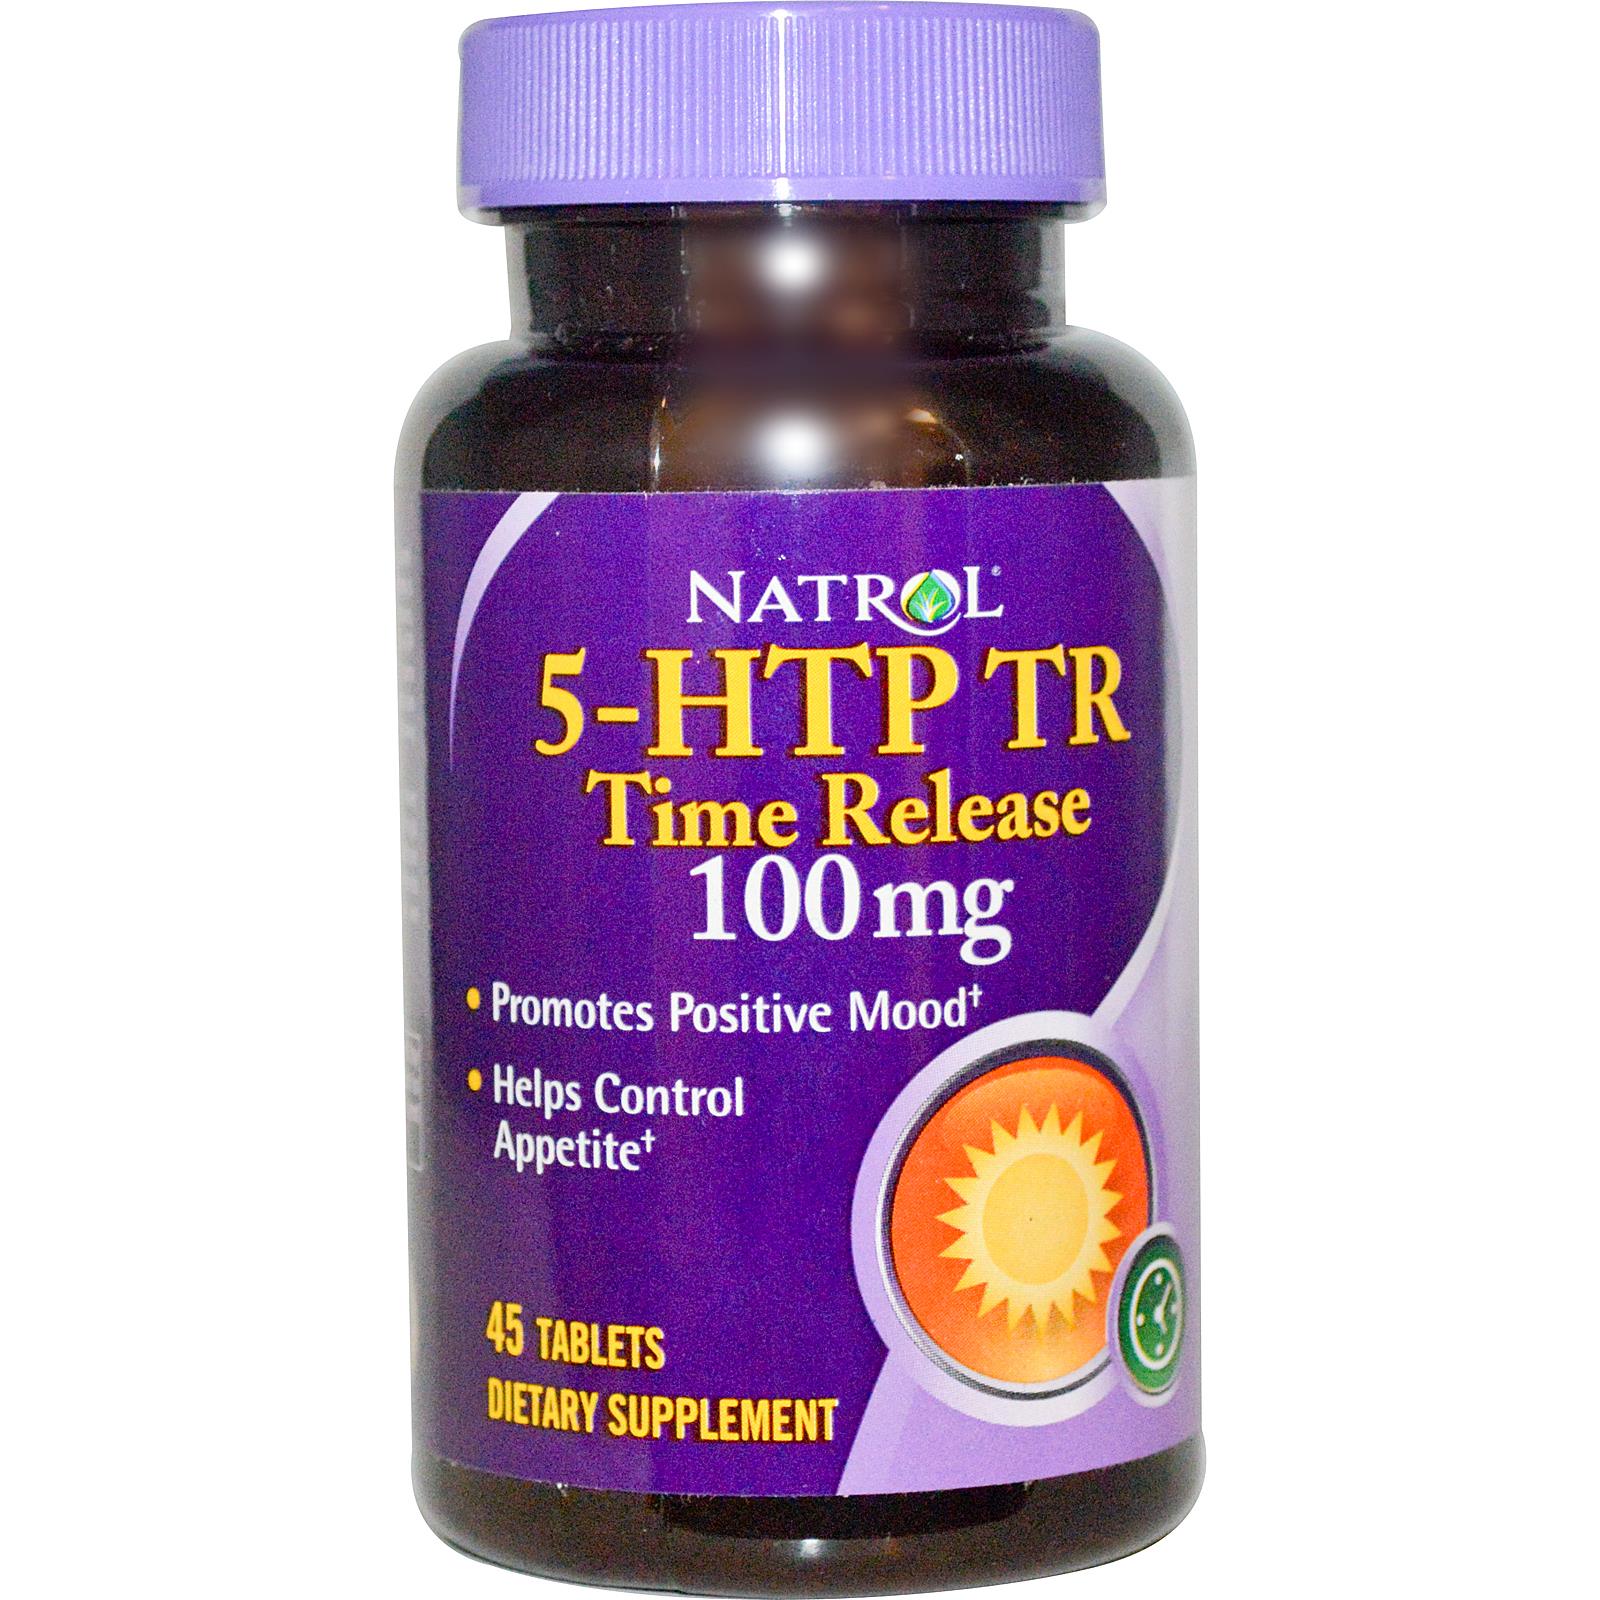 NATROL®
5-HTP TR
Time Release
100 mg
• Promotes Positive Mood†
• Helps Control
Appetite†
45 TABLETS
DIETARY SUPPLEMENT